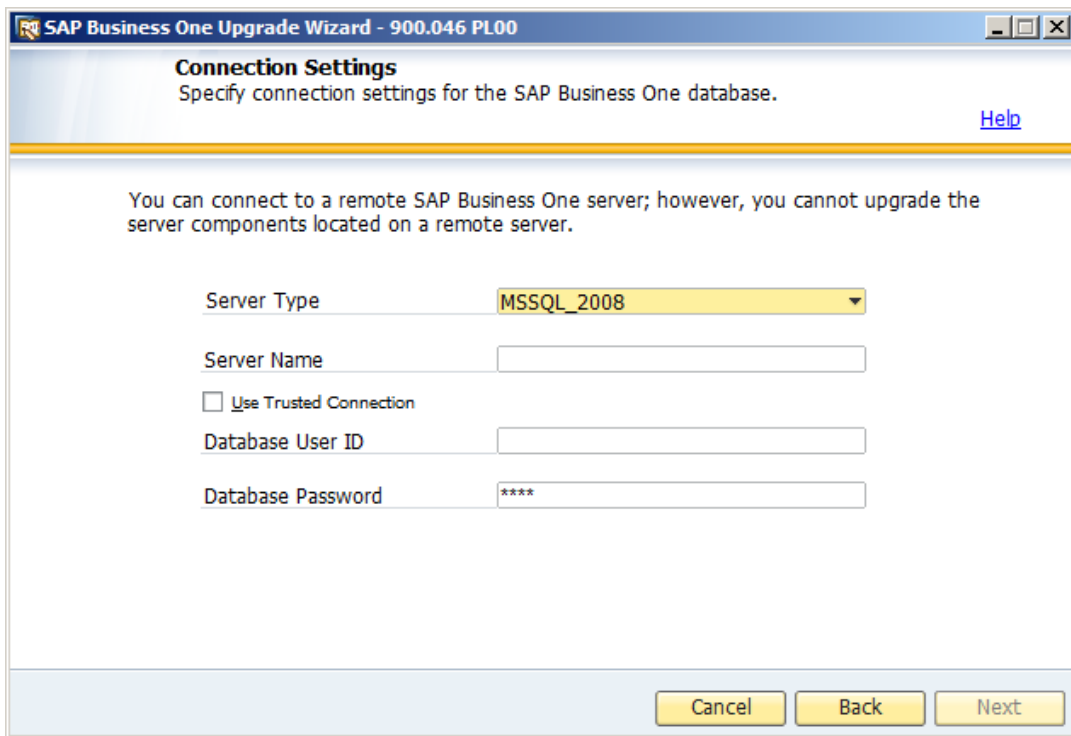 SAP Business One Upgrade Wizard - 900.046 PL00
Connection Settings
Specify connection settings for the SAP Business One database.
Help
You can connect to a remote SAP Business One server; however, you cannot upgrade the
server components located on a remote server.
Server Type MSSQL_2008
Server Name
Use Trusted Connection
Database User ID
Database Password ****
Cancel Back Next